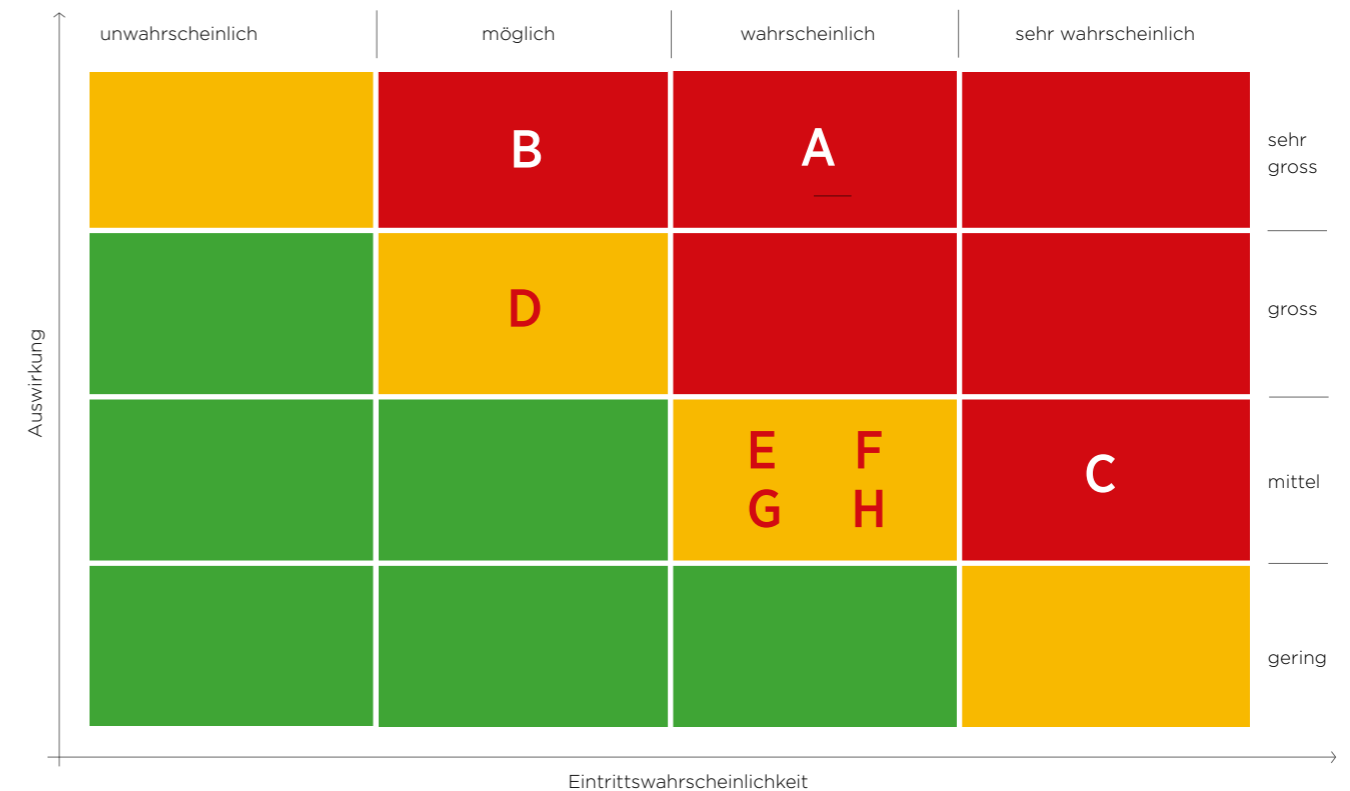 unwahrscheinlich
möglich
wahrscheinlich
sehr wahrscheinlich
B
A
sehr
gross
D
gross
Auswirkung
E F
G H
C
mittel
gering
Eintrittswahrscheinlichkeit